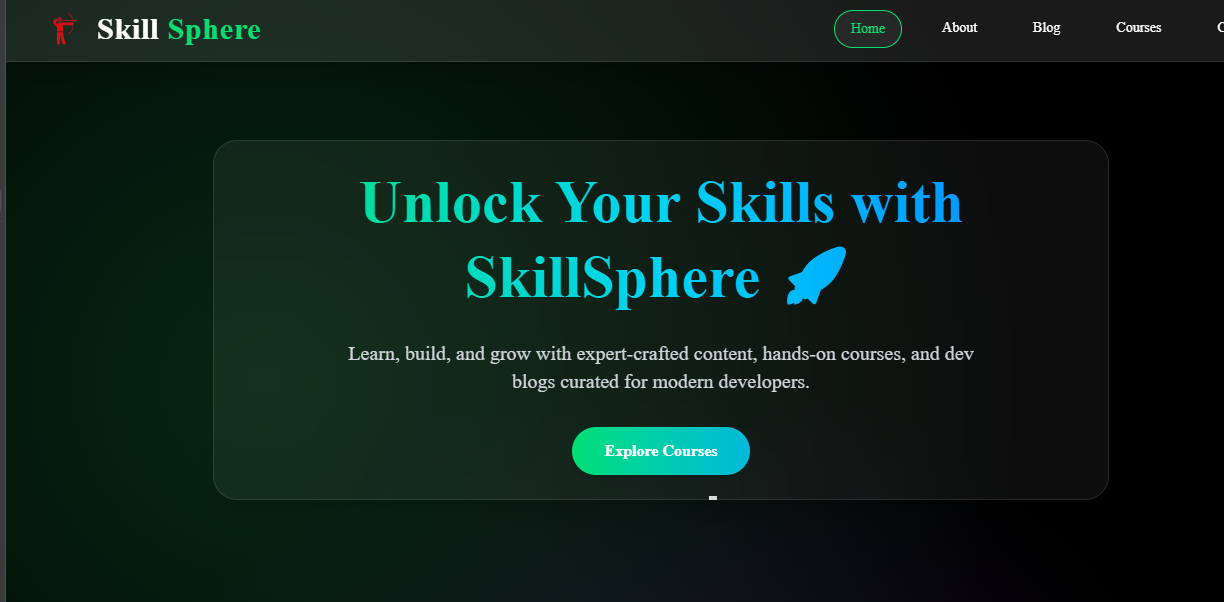 Skill Sphere
Home
About
Blog
Courses
C
Unlock Your Skills with
SkillSphere 🚀
Learn, build, and grow with expert-crafted content, hands-on courses, and dev
blogs curated for modern developers.
Explore Courses